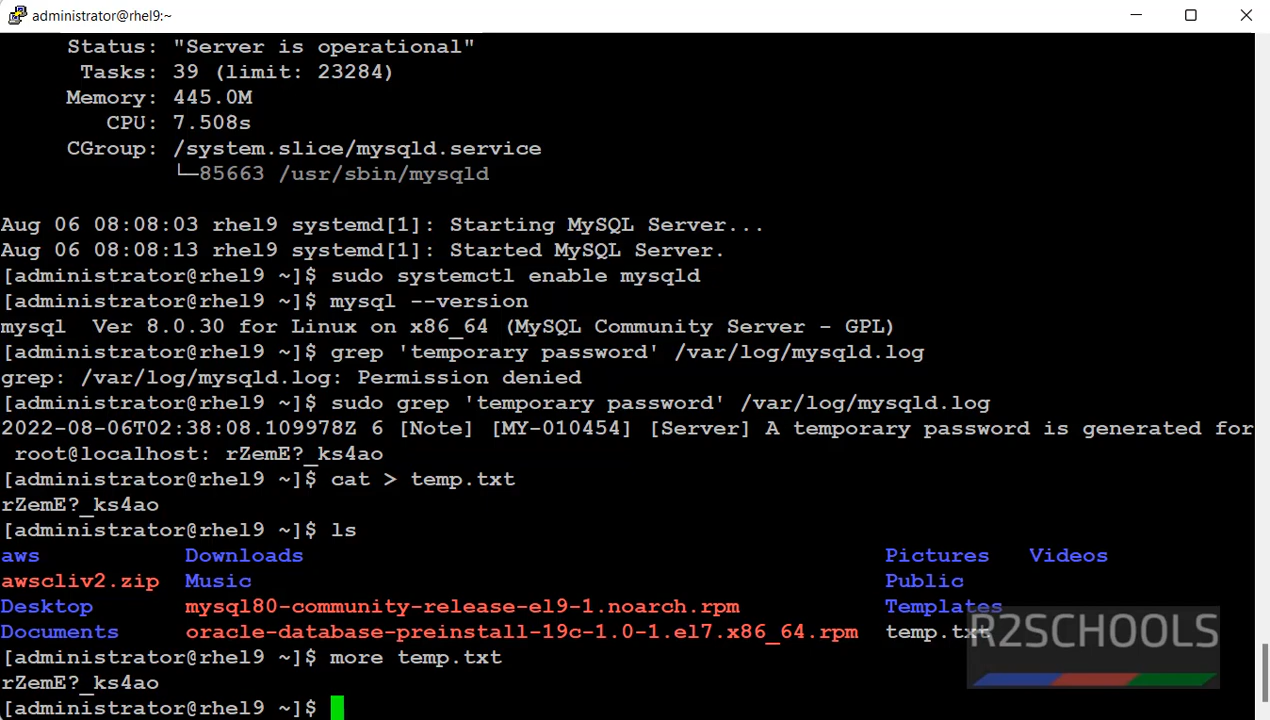 administrator@rhel9:~
Status: "Server is operational"
Tasks: 39 (limit: 23284)
Memory: 445.0M
CPU: 7.508s
CGroup: /system.slice/mysqld.service
└─85663 /usr/sbin/mysqld
Aug 06 08:08:03 rhel9 systemd[1]: Starting MySQL Server...
Aug 06 08:08:13 rhel9 systemd[1]: Started MySQL Server.
[administrator@rhel9 ~]$ sudo systemctl enable mysqld
[administrator@rhel9 ~]$ mysql --version
mysql  Ver 8.0.30 for Linux on x86_64 (MySQL Community Server - GPL)
[administrator@rhel9 ~]$ grep 'temporary password' /var/log/mysqld.log
grep: /var/log/mysqld.log: Permission denied
[administrator@rhel9 ~]$ sudo grep 'temporary password' /var/log/mysqld.log
2022-08-06T02:38:08.109978Z 6 [Note] [MY-010454] [Server] A temporary password is generated for
root@localhost: rZemE?_ks4ao
[administrator@rhel9 ~]$ cat > temp.txt
rZemE?_ks4ao
[administrator@rhel9 ~]$ ls
aws Downloads Pictures Videos
awscliv2.zip Music Public
Desktop mysql80-community-release-el9-1.noarch.rpm Templates
Documents oracle-database-preinstall-19c-1.0-1.el7.x86_64.rpm temp.txt
R2SCHOOLS
[administrator@rhel9 ~]$ more temp.txt
rZemE?_ks4ao
[administrator@rhel9 ~]$